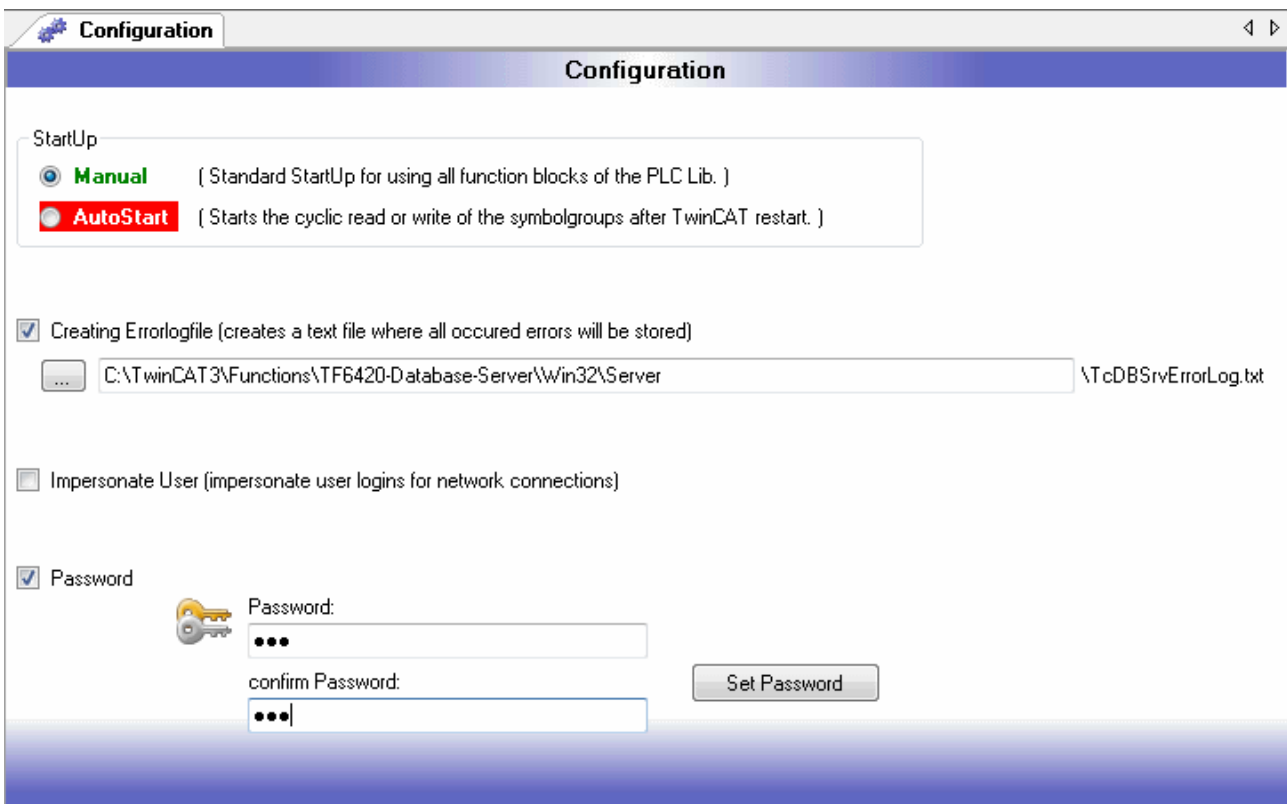 Configuration
Configuration
StartUp
Manual ( Standard StartUp for using all function blocks of the PLC Lib. )
AutoStart ( Starts the cyclic read or write of the symbolgroups after TwinCAT restart. )
Creating Errorlogfile (creates a text file where all occured errors will be stored)
... C:\TwinCAT3\Functions\TF6420-Database-Server\Win32\Server \TcDBSrvErrorLog.txt
Impersonate User (impersonate user logins for network connections)
Password
Password:
●●●
confirm Password: Set Password
●●●